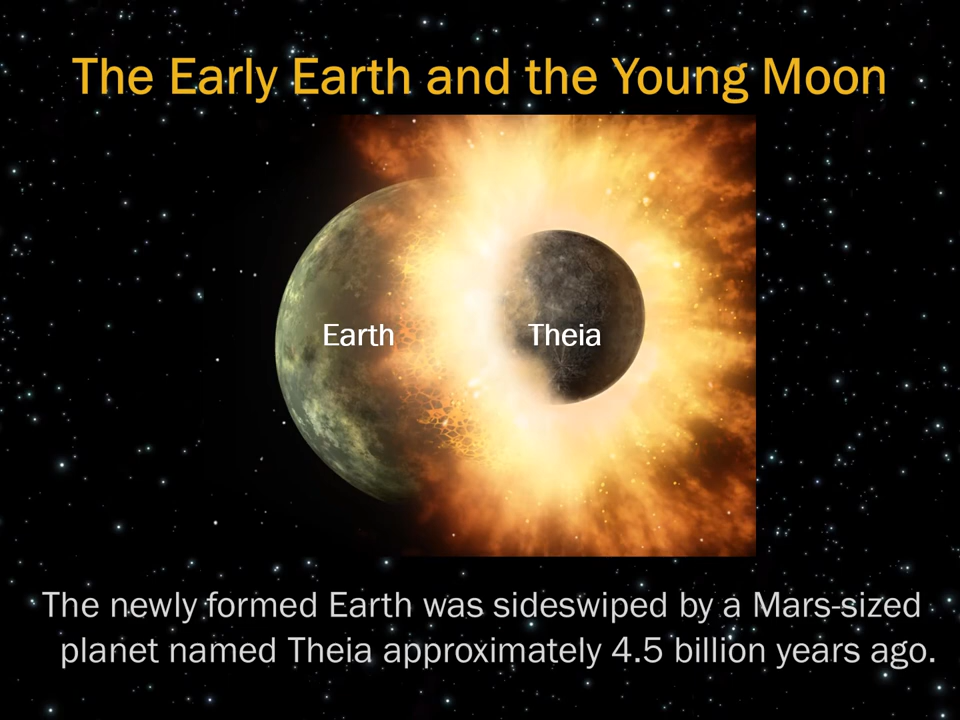 The Early Earth and the Young Moon
Earth
Theia
The newly formed Earth was sideswiped by a Mars-sized
planet named Theia approximately 4.5 billion years ago.